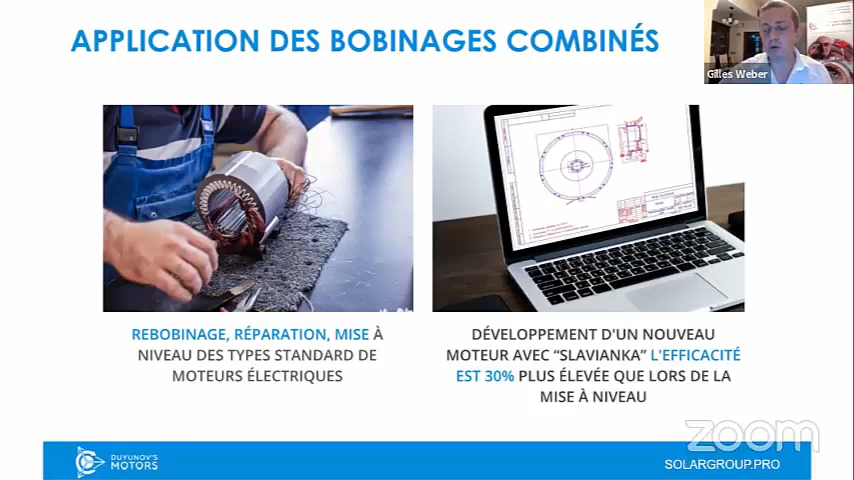 APPLICATION DES BOBINAGES COMBINÉS
Gilles Weber
REBOBINAGE, RÉPARATION, MISE À
NIVEAU DES TYPES STANDARD DE
MOTEURS ÉLECTRIQUES
DÉVELOPPEMENT D'UN NOUVEAU
MOTEUR AVEC “SLAVIANKA” L'EFFICACITÉ
EST 30% PLUS ÉLEVÉE QUE LORS DE LA
MISE À NIVEAU
zoom
DUYUNOV'S
MOTORS
SOLARGROUP.PRO